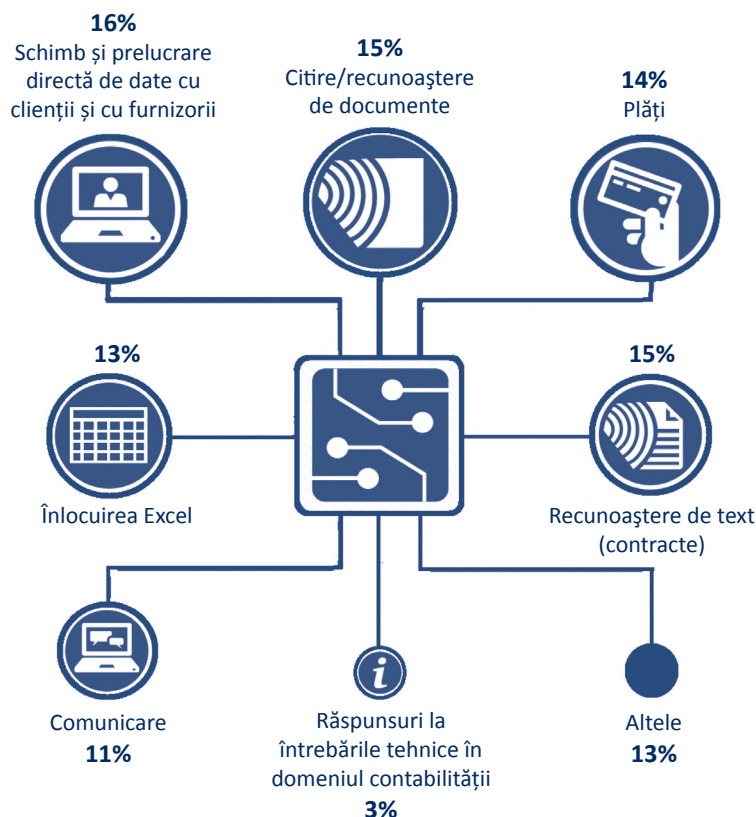 16%
Schimb și prelucrare
directă de date cu
clienții și cu furnizorii
15%
Citire/recunoaştere
de documente
14%
Plăți
13%
Înlocuirea Excel
15%
Recunoaştere de text
(contracte)
Comunicare
11%
Răspunsuri la
întrebările tehnice în
domeniul contabilității
3%
Altele
13%